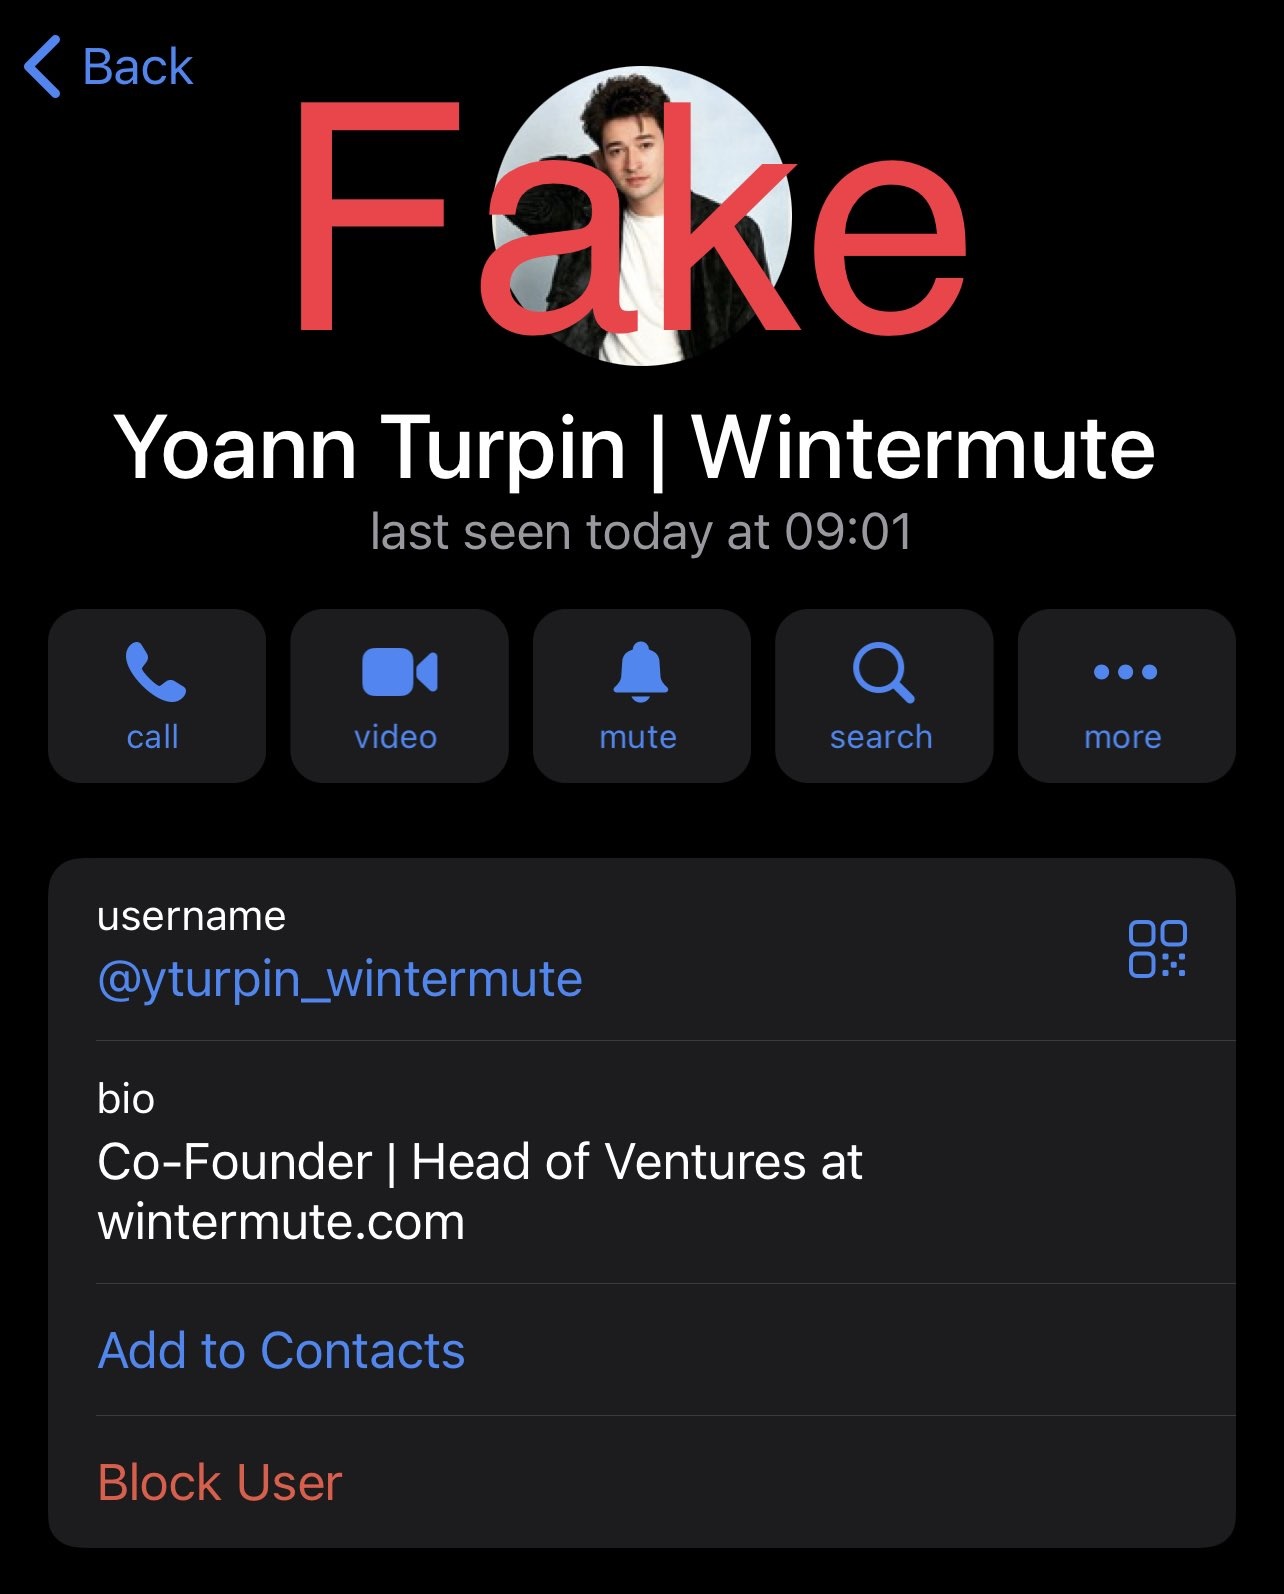 Back
Fake
Yoann Turpin | Wintermute
last seen today at 09:01
call
video
mute
search
more
username
@yturpin_wintermute
bio
Co-Founder | Head of Ventures at
wintermute.com
Add to Contacts
Block User